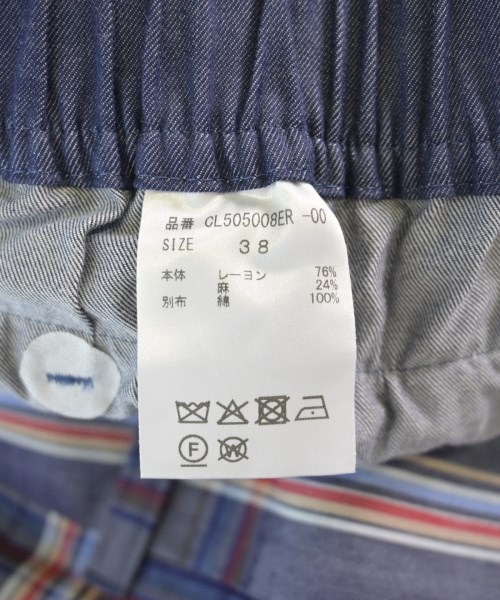 品番 CL505008ER -00
SIZE 38
本体 レーヨン 76%
麻 24%
別布 綿 100%
F
W